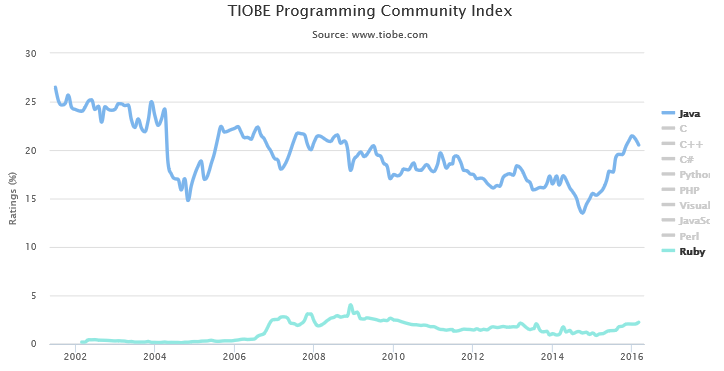 TIOBE Programming Community Index
Source: www.tiobe.com
Ratings (%)
30
25
20
15
10
5
0
2002 2004 2006 2008 2010 2012 2014 2016
Java
C
C++
C#
Pytho
PHP
Visual
JavaSc
Perl
Ruby